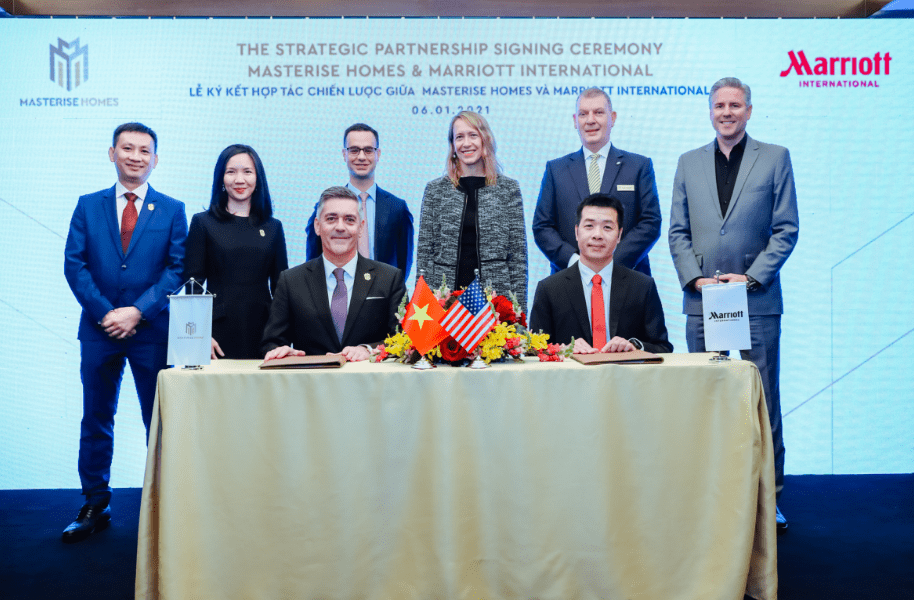 MASTERISE HOMES
THE STRATEGIC PARTNERSHIP SIGNING CEREMONY
MASTERISE HOMES & MARRIOTT INTERNATIONAL
LỄ KÝ KẾT HỢP TÁC CHIẾN LƯỢC GIỮA MASTERISE HOMES VÀ MARRIOTT INTERNATIONAL
06.01.2021
Marriott
INTERNATIONAL
Marriott
INTERNATIONAL